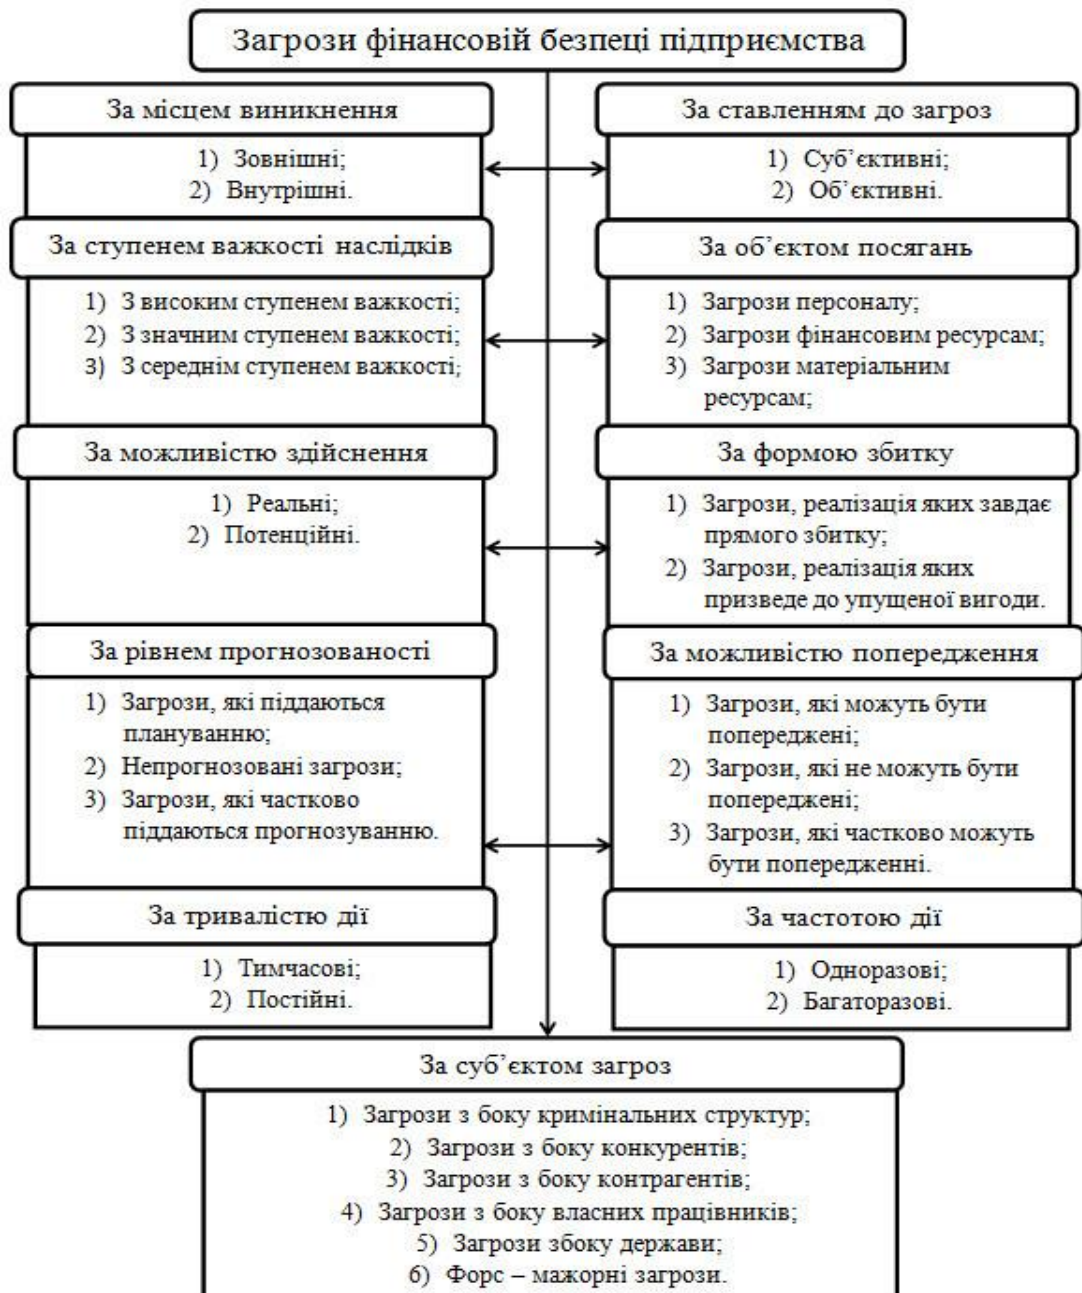 Загрози фінансовій безпеці підприємства
За місцем виникнення
1) Зовнішні;
2) Внутрішні.
За ставленням до загроз
1) Суб’єктивні;
2) Об’єктивні.
За ступенем важкості наслідків
1) З високим ступенем важкості;
2) З значним ступенем важкості;
3) З середнім ступенем важкості;
За об’єктом посягань
1) Загрози персоналу;
2) Загрози фінансовим ресурсам;
3) Загрози матеріальним
ресурсам;
За можливістю здійснення
1) Реальні;
2) Потенційні.
За формою збитку
1) Загрози, реалізація яких завдає
прямого збитку;
2) Загрози, реалізація яких
призведе до упущеної вигоди.
За рівнем прогнозованості
1) Загрози, які піддаються
плануванню;
2) Непрогнозовані загрози;
3) Загрози, які частково
піддаються прогнозуванню.
За можливістю попередження
1) Загрози, які можуть бути
попереджені;
2) Загрози, які не можуть бути
попереджені;
3) Загрози, які частково можуть
бути попередженні.
За тривалістю дії
1) Тимчасові;
2) Постійні.
За частотою дії
1) Одноразові;
2) Багаторазові.
За суб’єктом загроз
1) Загрози з боку кримінальних структур;
2) Загрози з боку конкурентів;
3) Загрози з боку контрагентів;
4) Загрози з боку власних працівників;
5) Загрози збоку держави;
6) Форс – мажорні загрози.